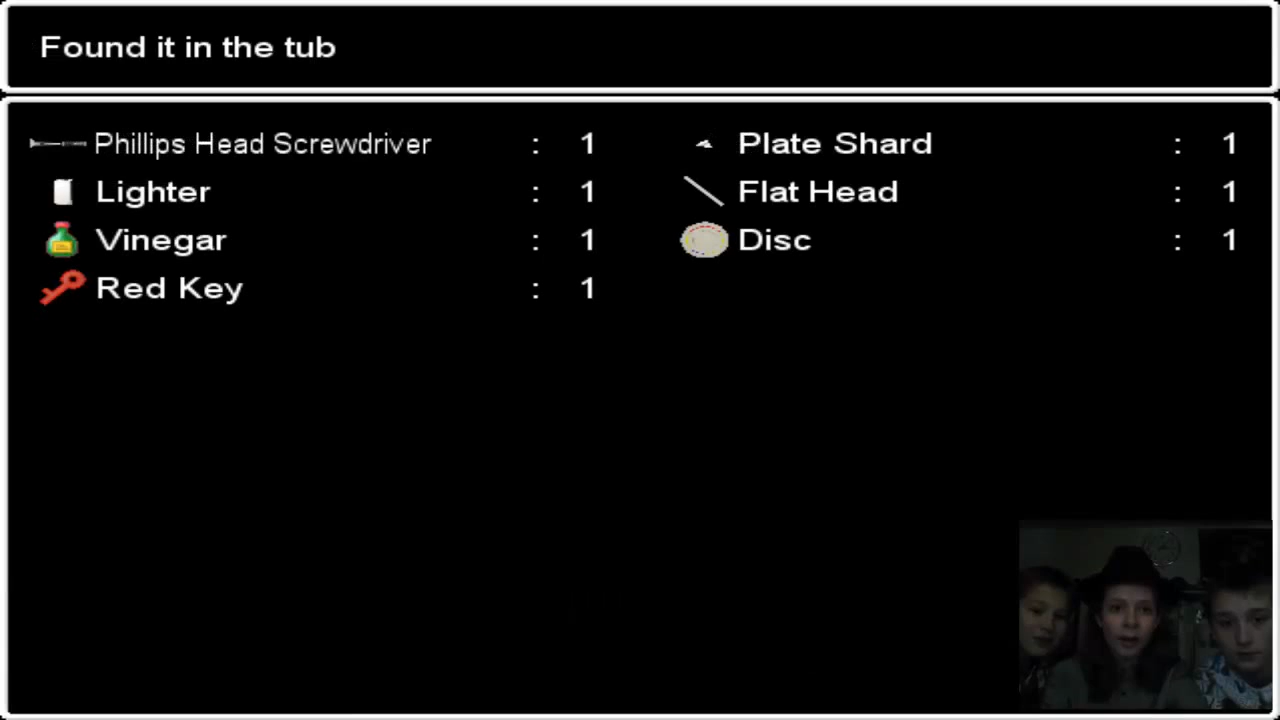 Found it in the tub
Phillips Head Screwdriver : 1
Plate Shard : 1
Lighter : 1
Flat Head : 1
Vinegar : 1
Disc : 1
Red Key : 1